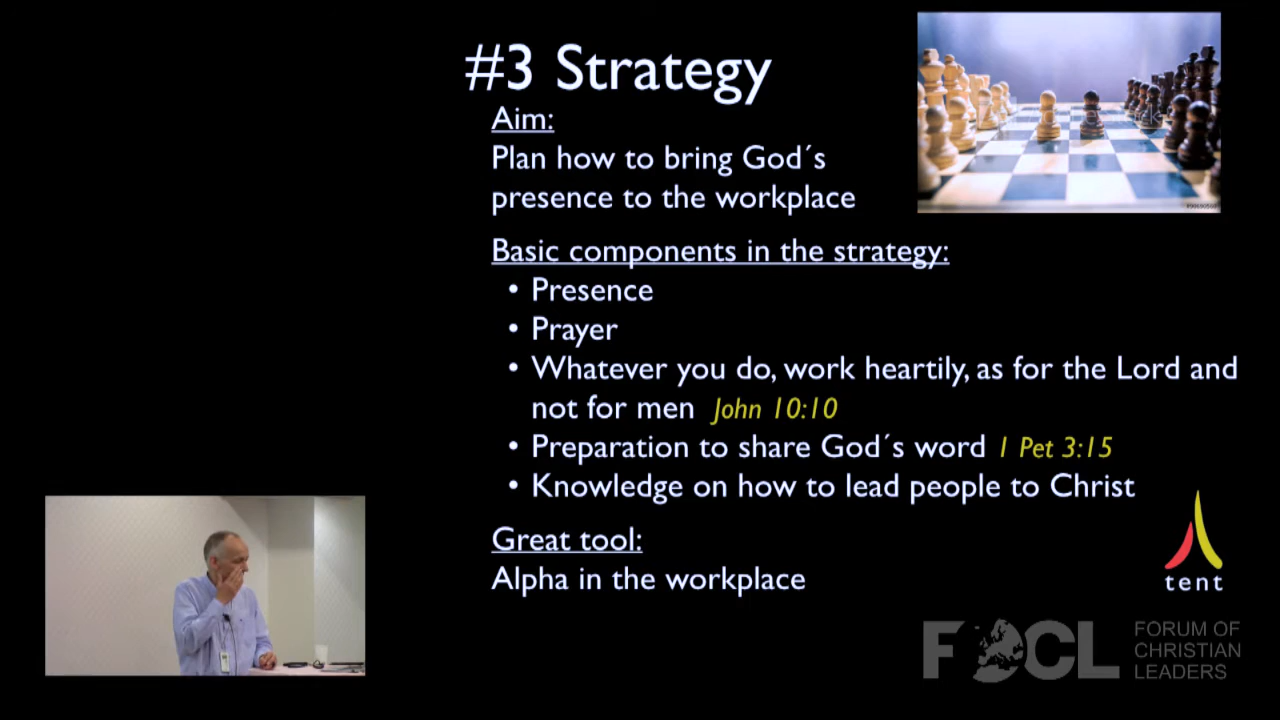 #3 Strategy
Aim:
Plan how to bring God´s
presence to the workplace
Basic components in the strategy:
• Presence
• Prayer
• Whatever you do, work heartily, as for the Lord and
not for men John 10:10
• Preparation to share God´s word 1 Pet 3:15
• Knowledge on how to lead people to Christ
Great tool:
Alpha in the workplace
tent
FOCL
FORUM OF
CHRISTIAN
LEADERS